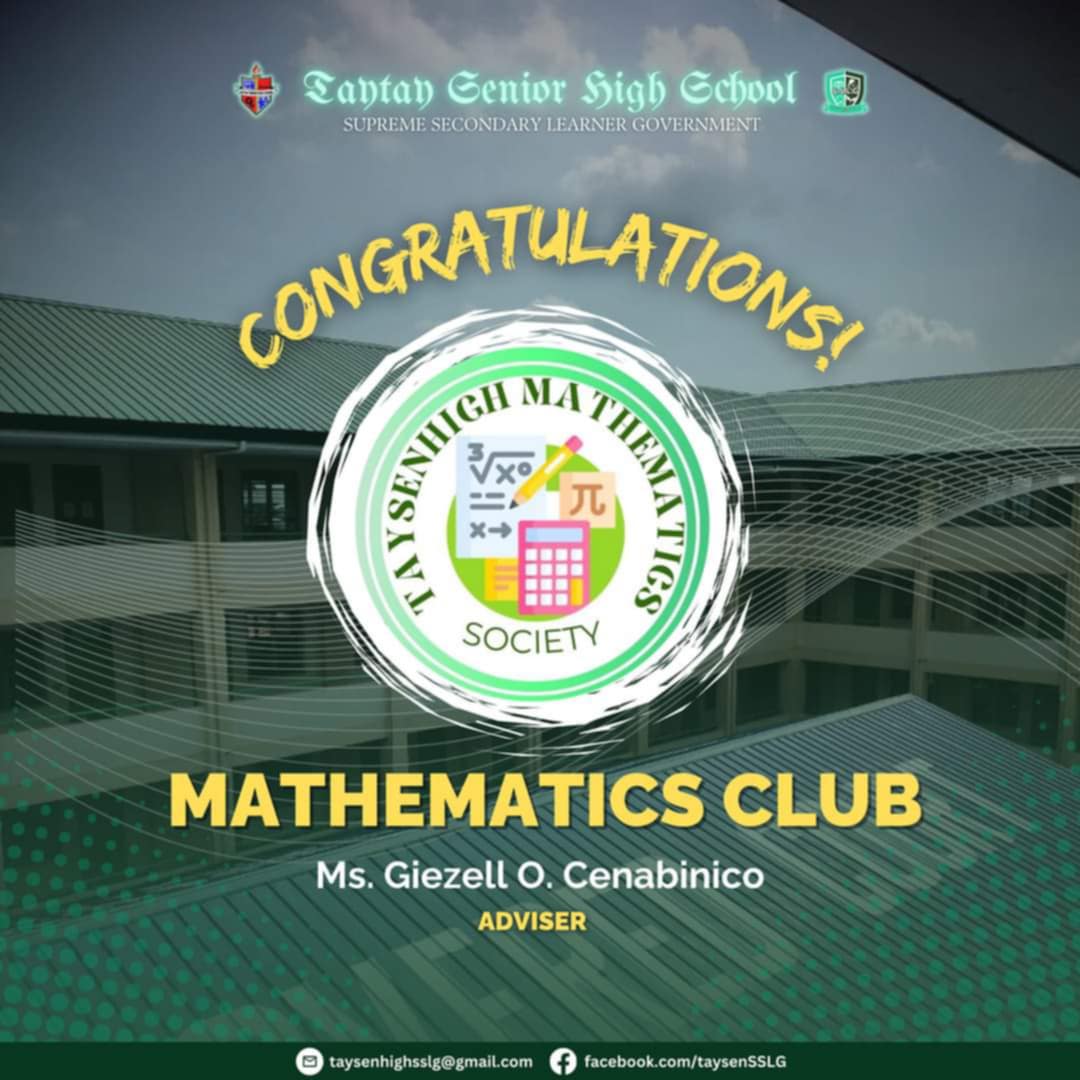 Taytay Senior High School
SUPREME SECONDARY LEARNER GOVERNMENT
CONGRATULATIONS!
TAYSENHIGH MATHEMATICS
3√x°
π
x→
SOCIETY
MATHEMATICS CLUB
Ms. Giezell O. Cenabinico
ADVISER
taysenhighsslg@gmail.com facebook.com/taysenSSLG